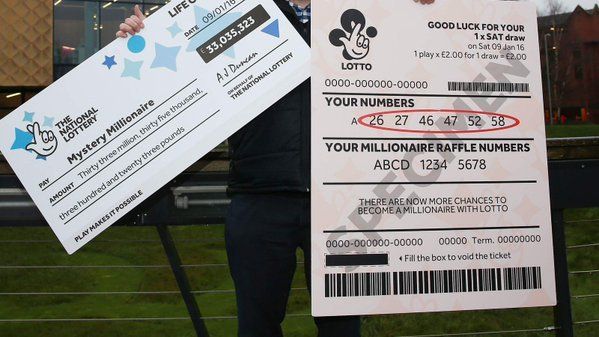 THE
NATIONAL
LOTTERY
LIFE C
DATE 09/01/16
33,035,323
PAY Mystery Millionaire
AMOUNT Thirty three million, thirty five thousand,
three hundred and twenty three pounds
AJ Duncan
ON BEHALF OF
THE NATIONAL LOTTERY
PLAY MAKES IT POSSIBLE
LOTTO
GOOD LUCK FOR YOUR
1 x SAT draw
on Sat 09 Jan 16
1 play x £2.00 for 1 draw = £2.00
0000-000000000-000000
YOUR NUMBERS
A 26 27 46 47 52 58
YOUR MILLIONAIRE RAFFLE NUMBERS
ABCD 1234 5678
THERE ARE NOW MORE CHANCES TO
BECOME A MILLIONAIRE WITH LOTTO
0000-000000000-000000 00000 Term. 00000000
Fill the box to void the ticket
SPECIMEN
SPECIMEN